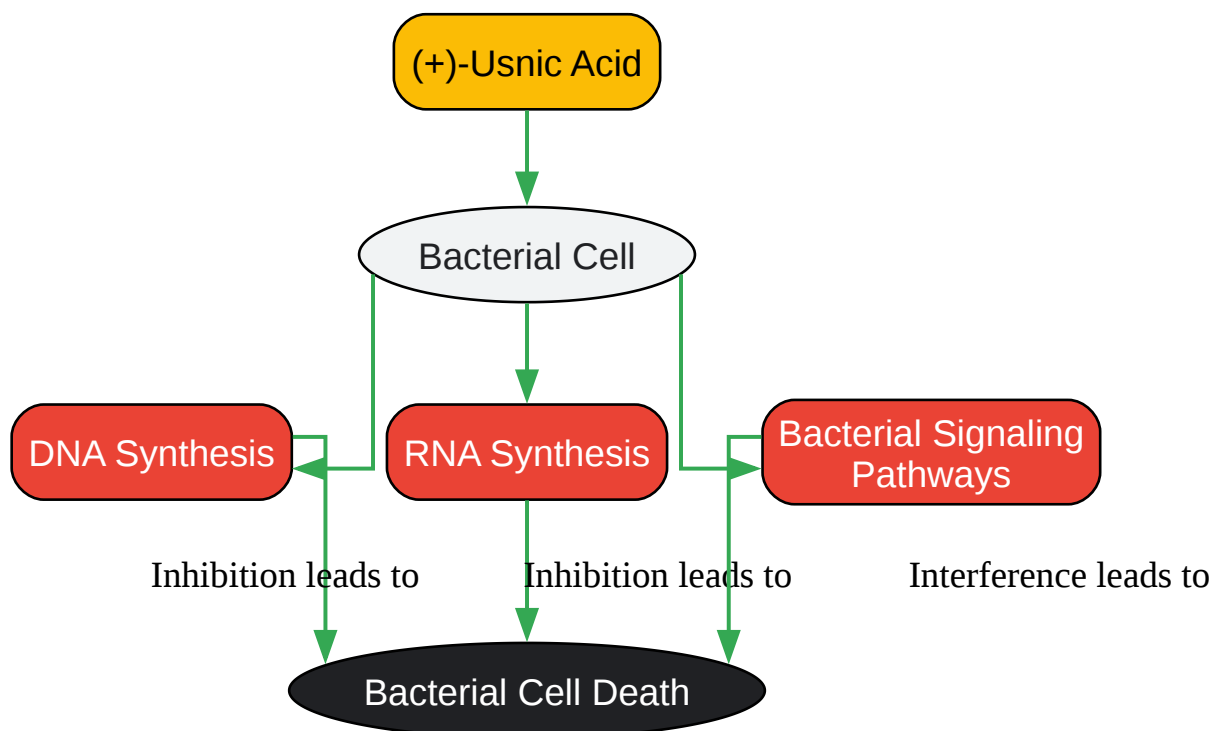 (+)-Usnic Acid
Bacterial Cell
DNA Synthesis
RNA Synthesis
Bacterial Signaling
Pathways
Inhibition leads to
Inhibition leads to
Interference leads to
Bacterial Cell Death